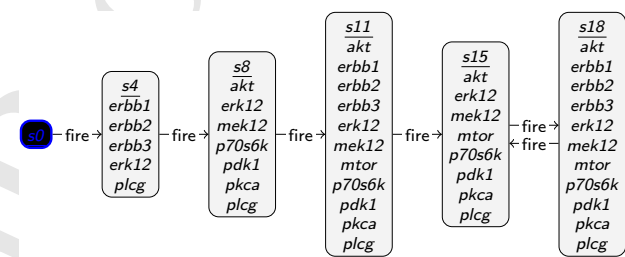 s0
fire
s4
erbb1
erbb2
erbb3
erk12
plcg
fire
s8
akt
erk12
mek12
p70s6k
pdk1
pkca
plcg
fire
s11
akt
erbb1
erbb2
erbb3
erk12
mek12
mtor
p70s6k
pdk1
pkca
plcg
fire
s15
akt
erk12
mek12
mtor
p70s6k
pdk1
pkca
plcg
fire
fire
s18
akt
erbb1
erbb2
erbb3
erk12
mek12
mtor
p70s6k
pdk1
pkca
plcg